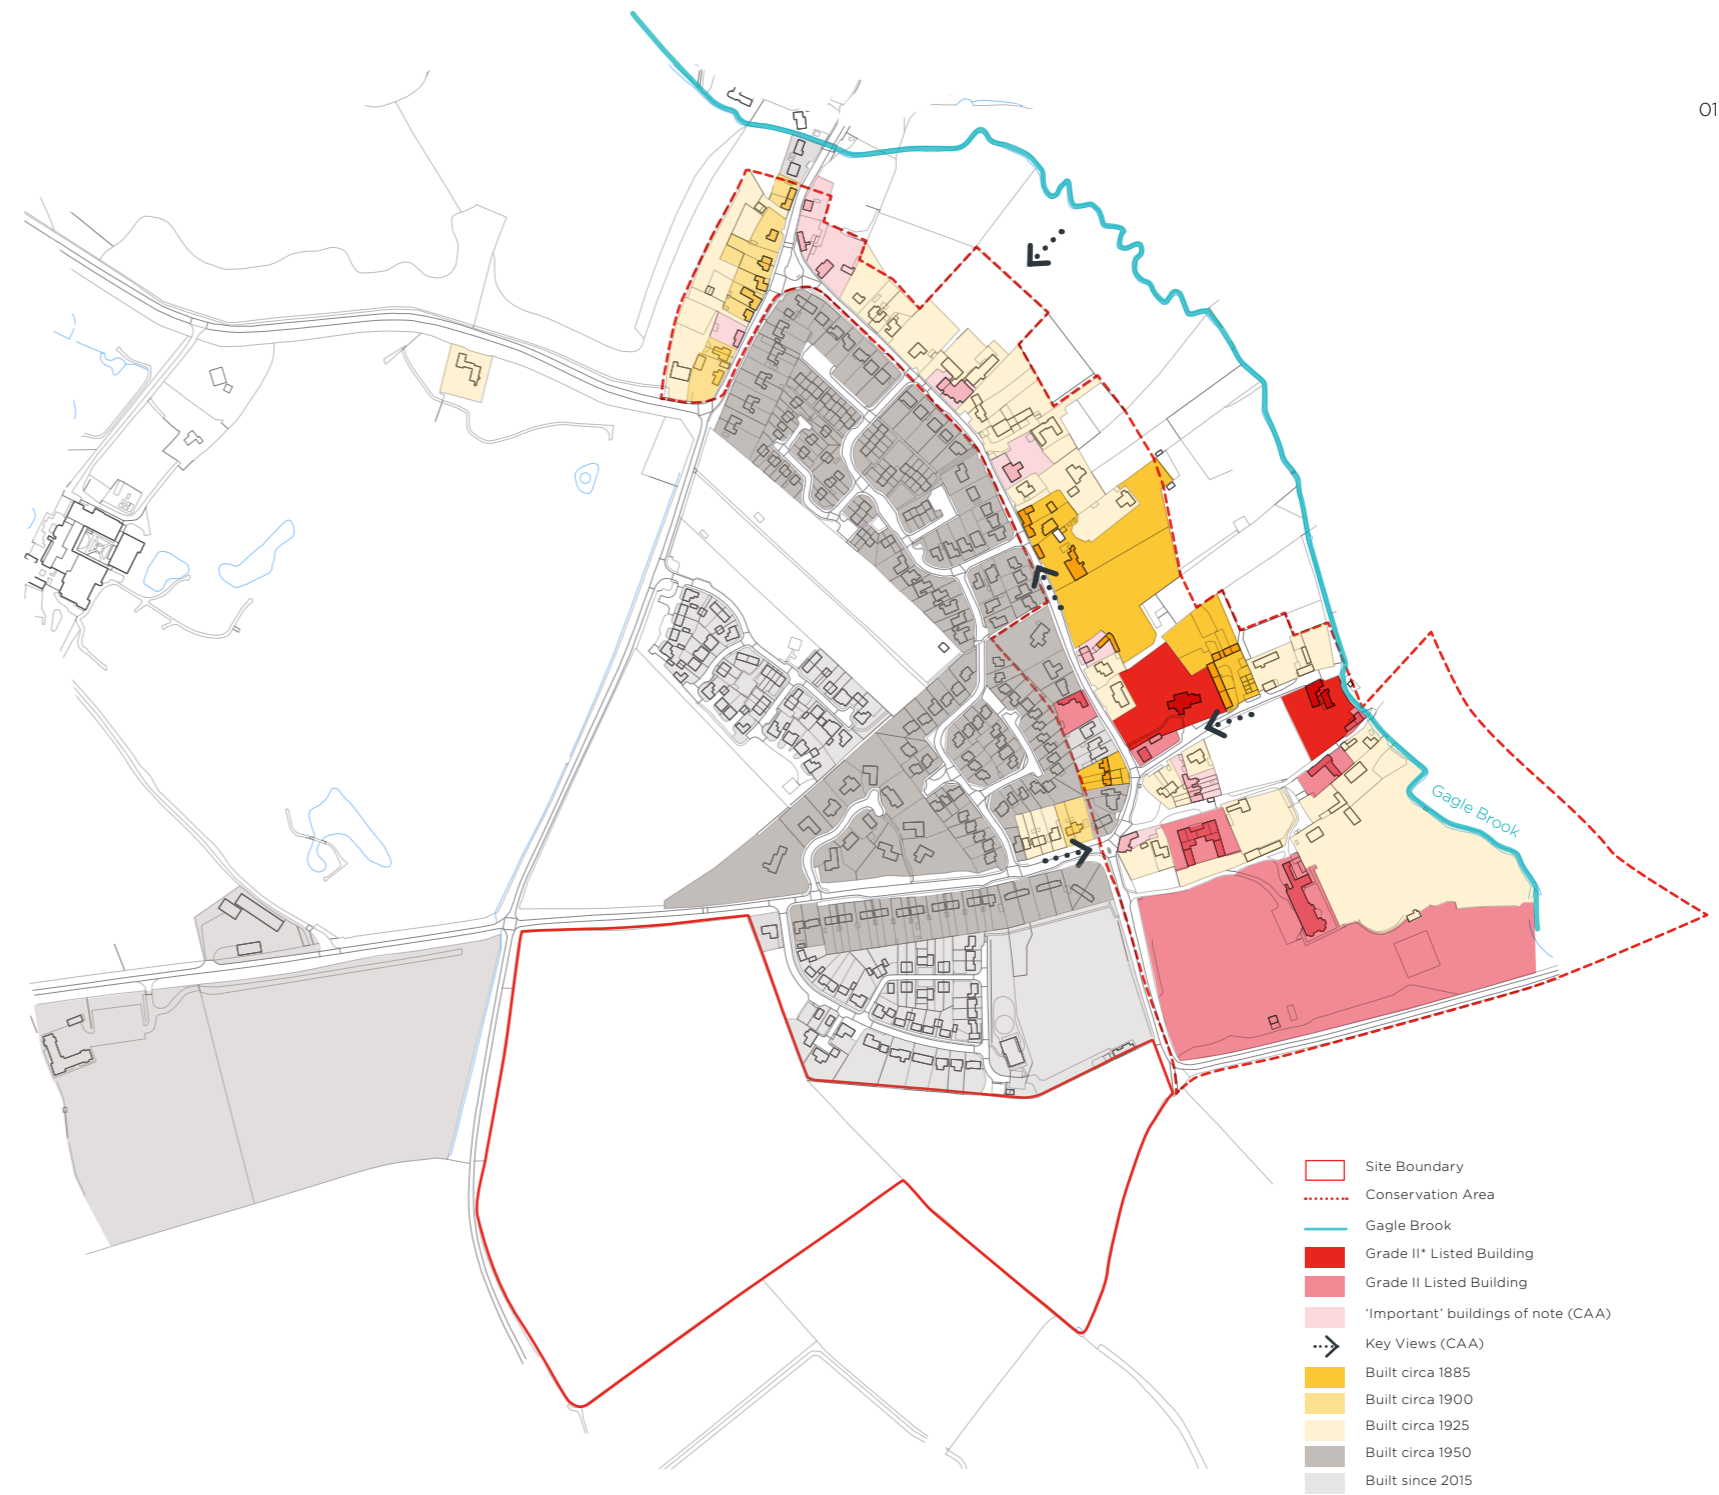 01
Gagle Brook
Site Boundary
Conservation Area
Gagle Brook
Grade II* Listed Building
Grade II Listed Building
‘Important’ buildings of note (CAA)
Key Views (CAA)
Built circa 1885
Built circa 1900
Built circa 1925
Built circa 1950
Built since 2015